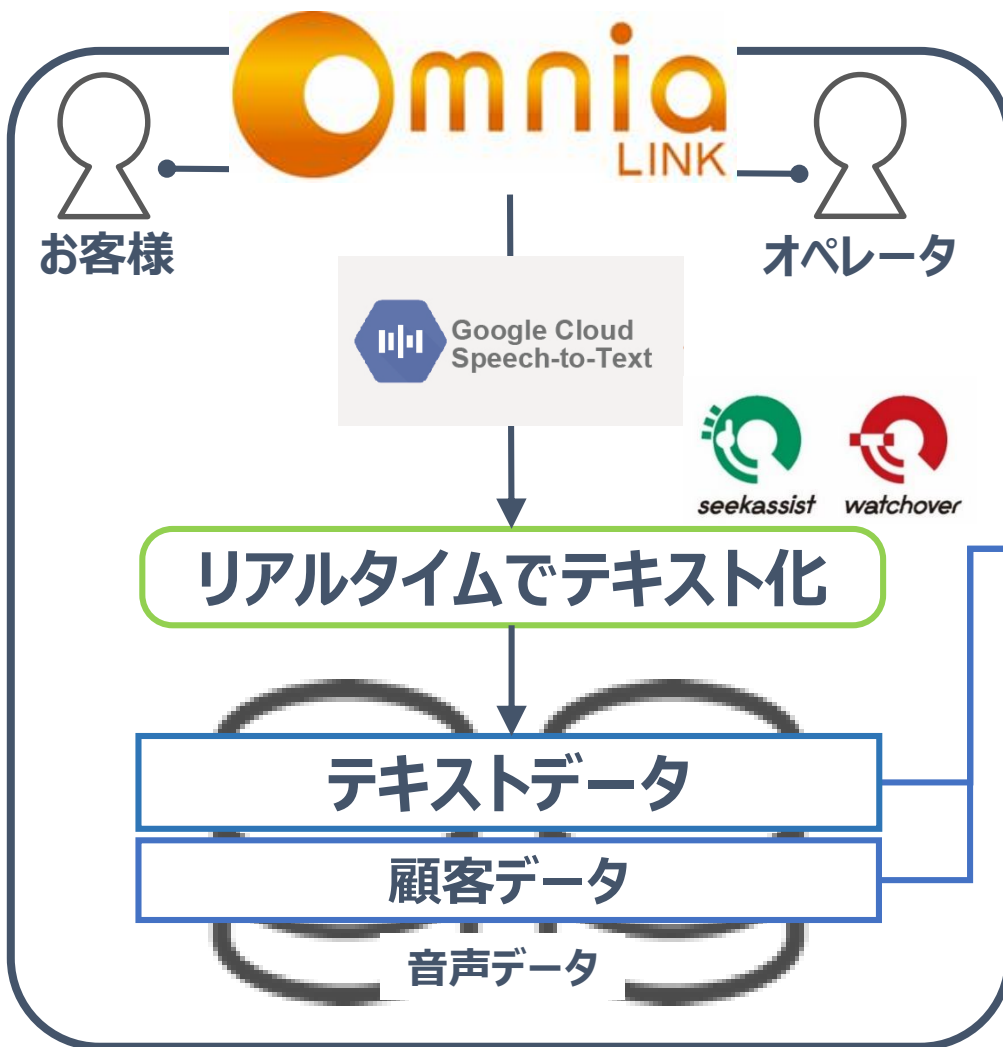 Omnia
LINK
お客様
オペレータ
Google Cloud
Speech-to-Text
seekassist
watchover
リアルタイムでテキスト化
テキストデータ
顧客データ
音声データ